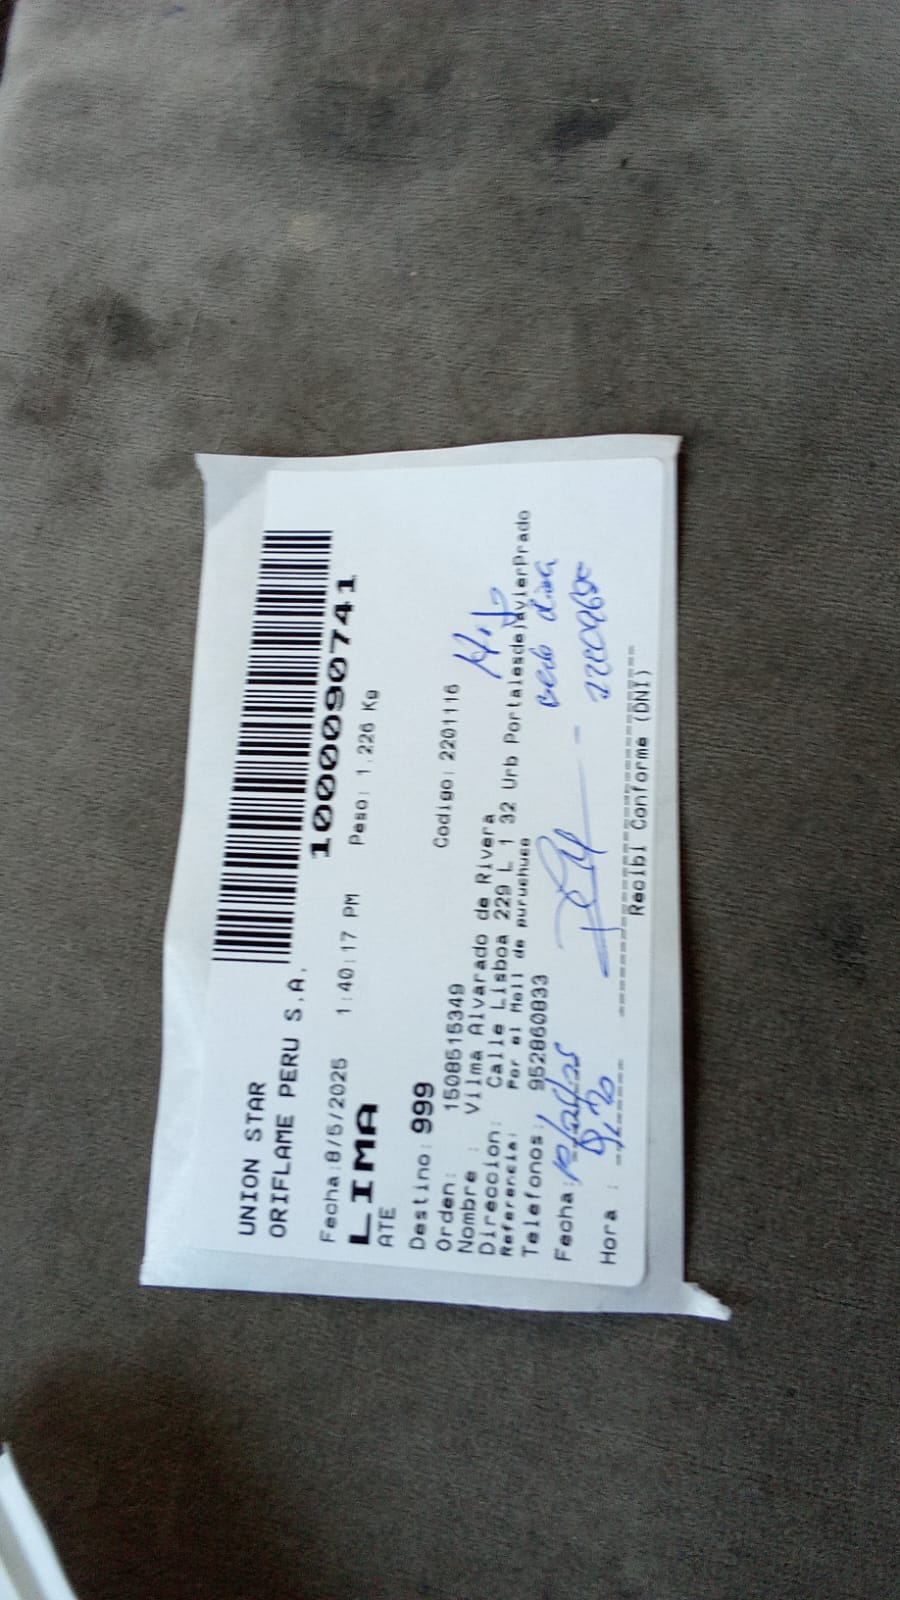 UNION STAR
ORIFLAME PERU S.A.
1000090741
Fecha:8/5/2025 1:40:17 PM Peso: 1.226 Kg
LIMA
ATE
Destino: 999
Orden: 1508515349 Codigo: 2201116
Nombre : Vilma Alvarado de Rivera
Direccion: Calle Lisboa 229 L 1 32 Urb PortalesdejavierPrado
Referencia: Por el Mall de puruchuco
Telefonos: 952860833
Fecha:
Hora :
Recibi Conforme (DNI)